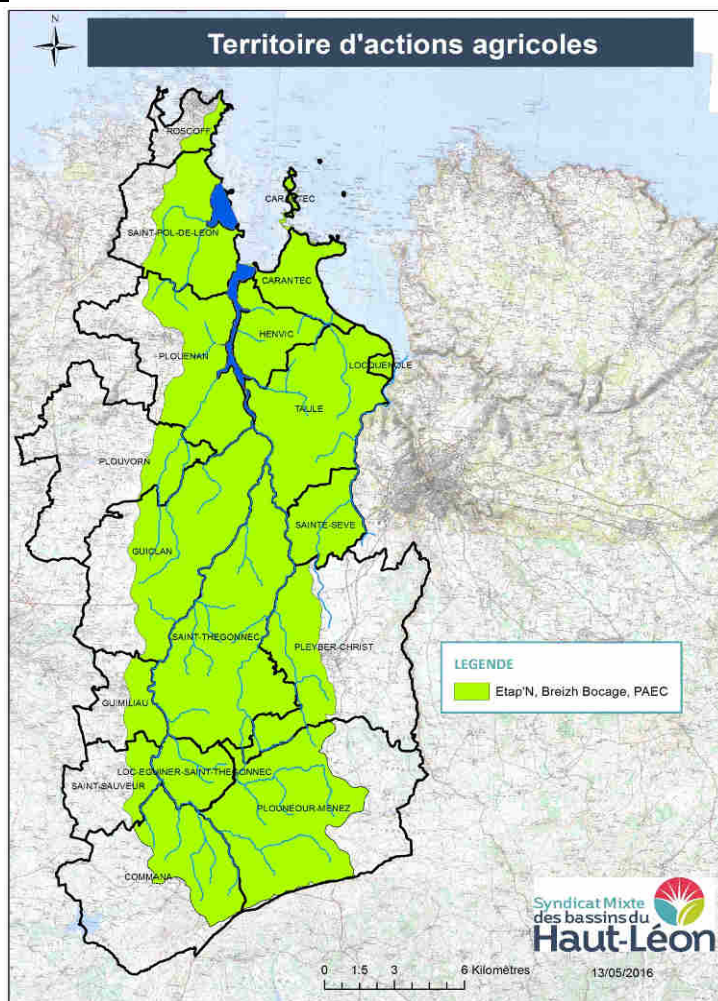 Territoire d'actions agricoles
N
ROSCOFF
CARANTEC
SAINT-POL-DE-LEON
CARANTEC
HENVIC
PLOUENAN
LOCQUENOLE
TAULE
PLOUVORN
SAINTE-SEVE
GUICLAN
SAINT-THEGONNEC
PLEYBER-CHRIST
LEGENDE
Etap'N, Breizh Bocage, PAEC
GUIMILIAU
LOC-EGUINER-SAINT-THEGONNEC
SAINT-SAUVEUR
PLOUNEOUR-MENEZ
COMMANA
Syndicat Mixte
des bassins du
Haut-Léon
0 1.5 3 6 Kilomètres
13/05/2016